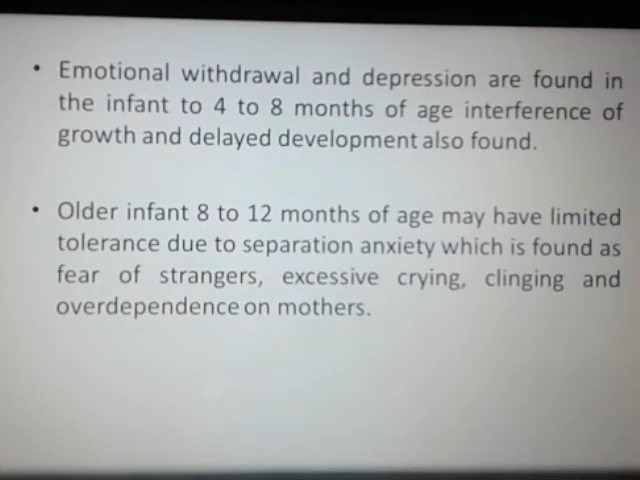 • Emotional withdrawal and depression are found in
the infant to 4 to 8 months of age interference of
growth and delayed development also found.
• Older infant 8 to 12 months of age may have limited
tolerance due to separation anxiety which is found as
fear of strangers, excessive crying, clinging and
overdependence on mothers.